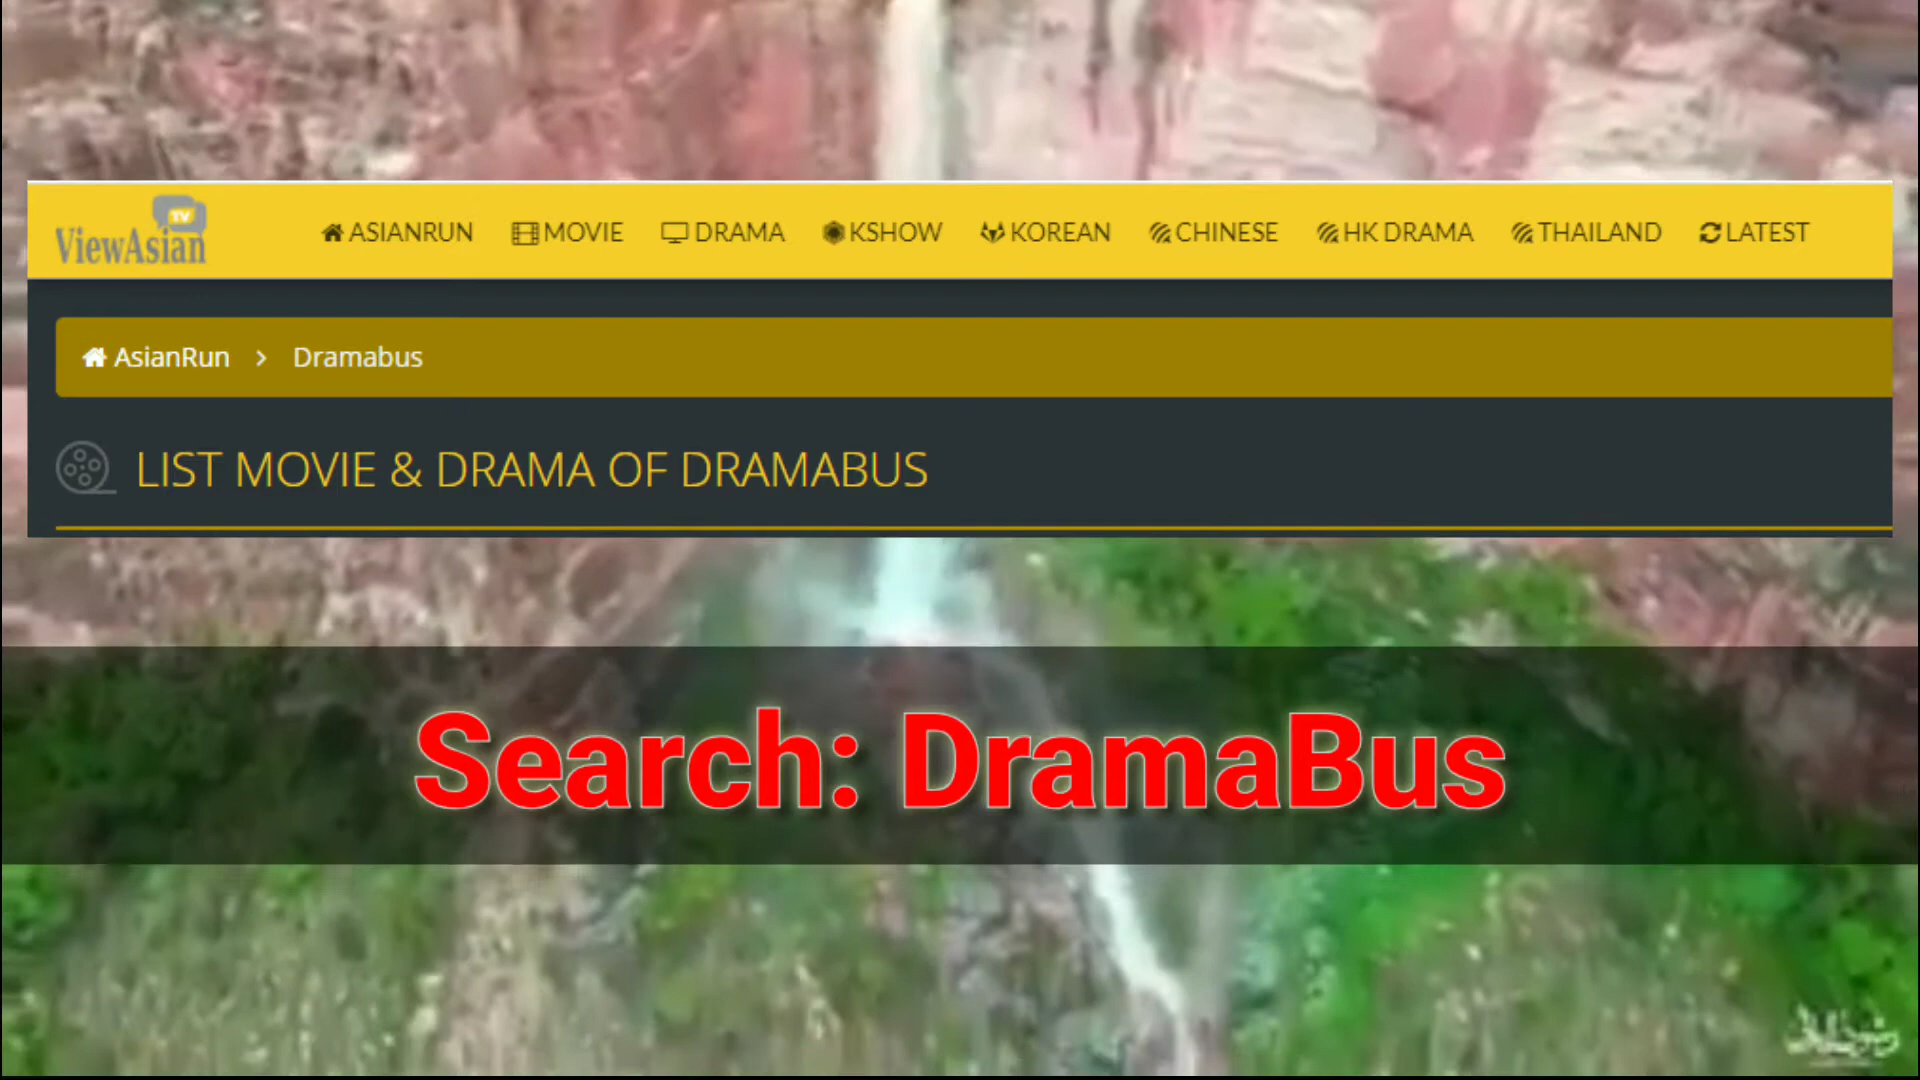 TV
ViewAsian
ASIANRUN MOVIE DRAMA KSHOW KOREAN CHINESE HK DRAMA THAILAND LATEST
AsianRun > Dramabus
LIST MOVIE & DRAMA OF DRAMABUS
Search: DramaBus